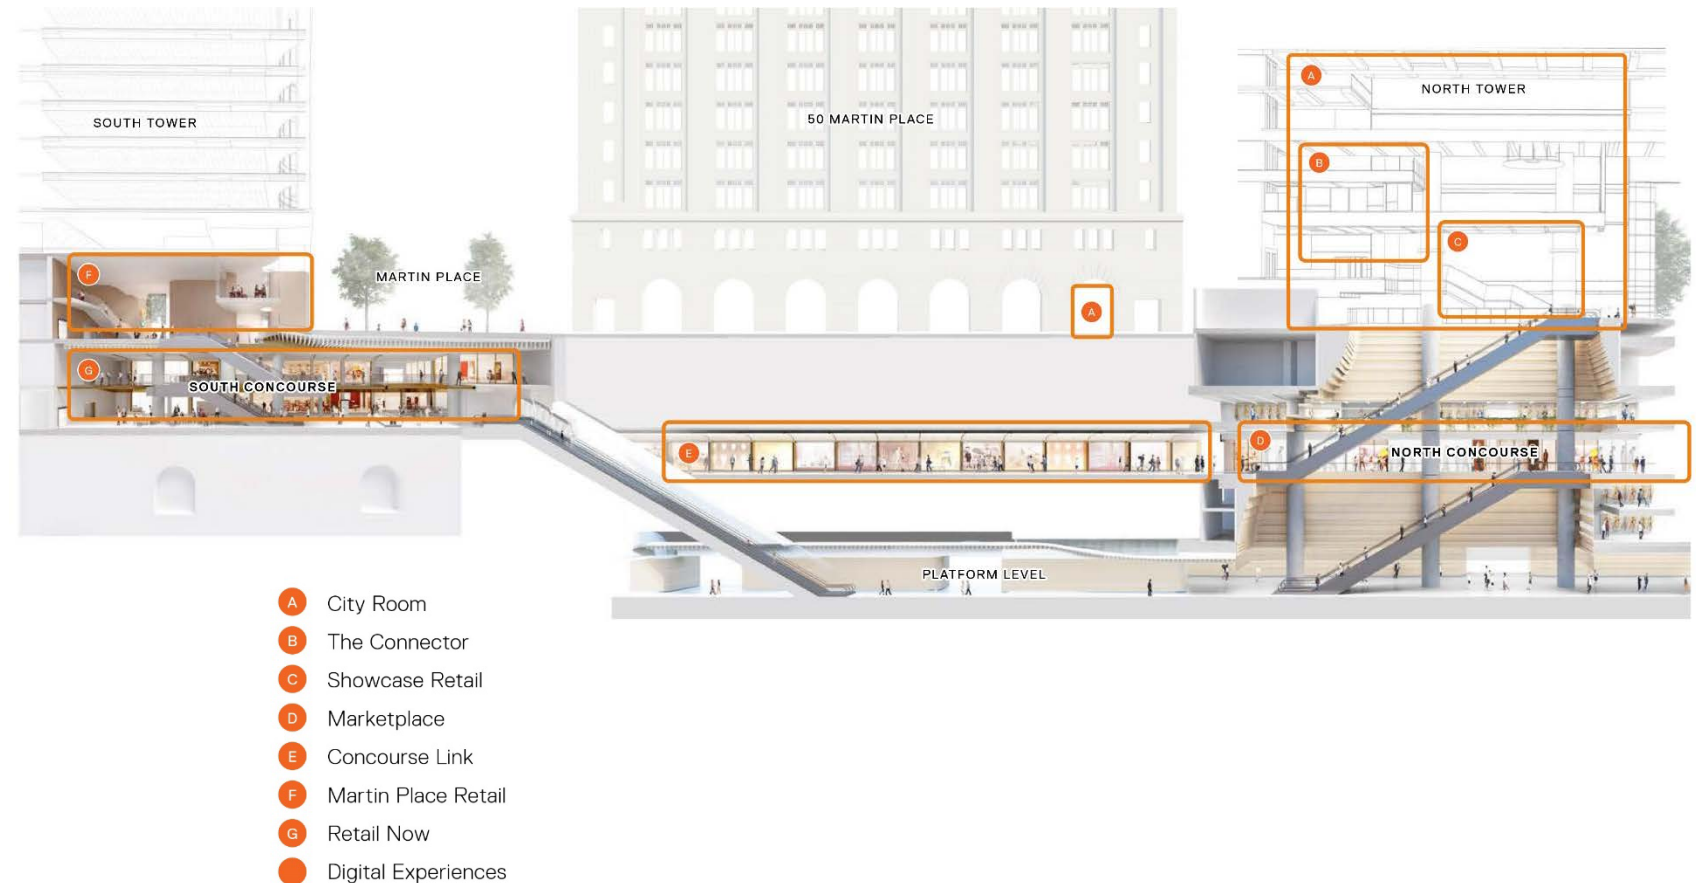 SOUTH TOWER
50 MARTIN PLACE
A
NORTH TOWER
B
C
F
MARTIN PLACE
A
G
SOUTH CONCOURSE
E
D
NORTH CONCOURSE
PLATFORM LEVEL
A City Room
B The Connector
C Showcase Retail
D Marketplace
E Concourse Link
F Martin Place Retail
G Retail Now
Digital Experiences